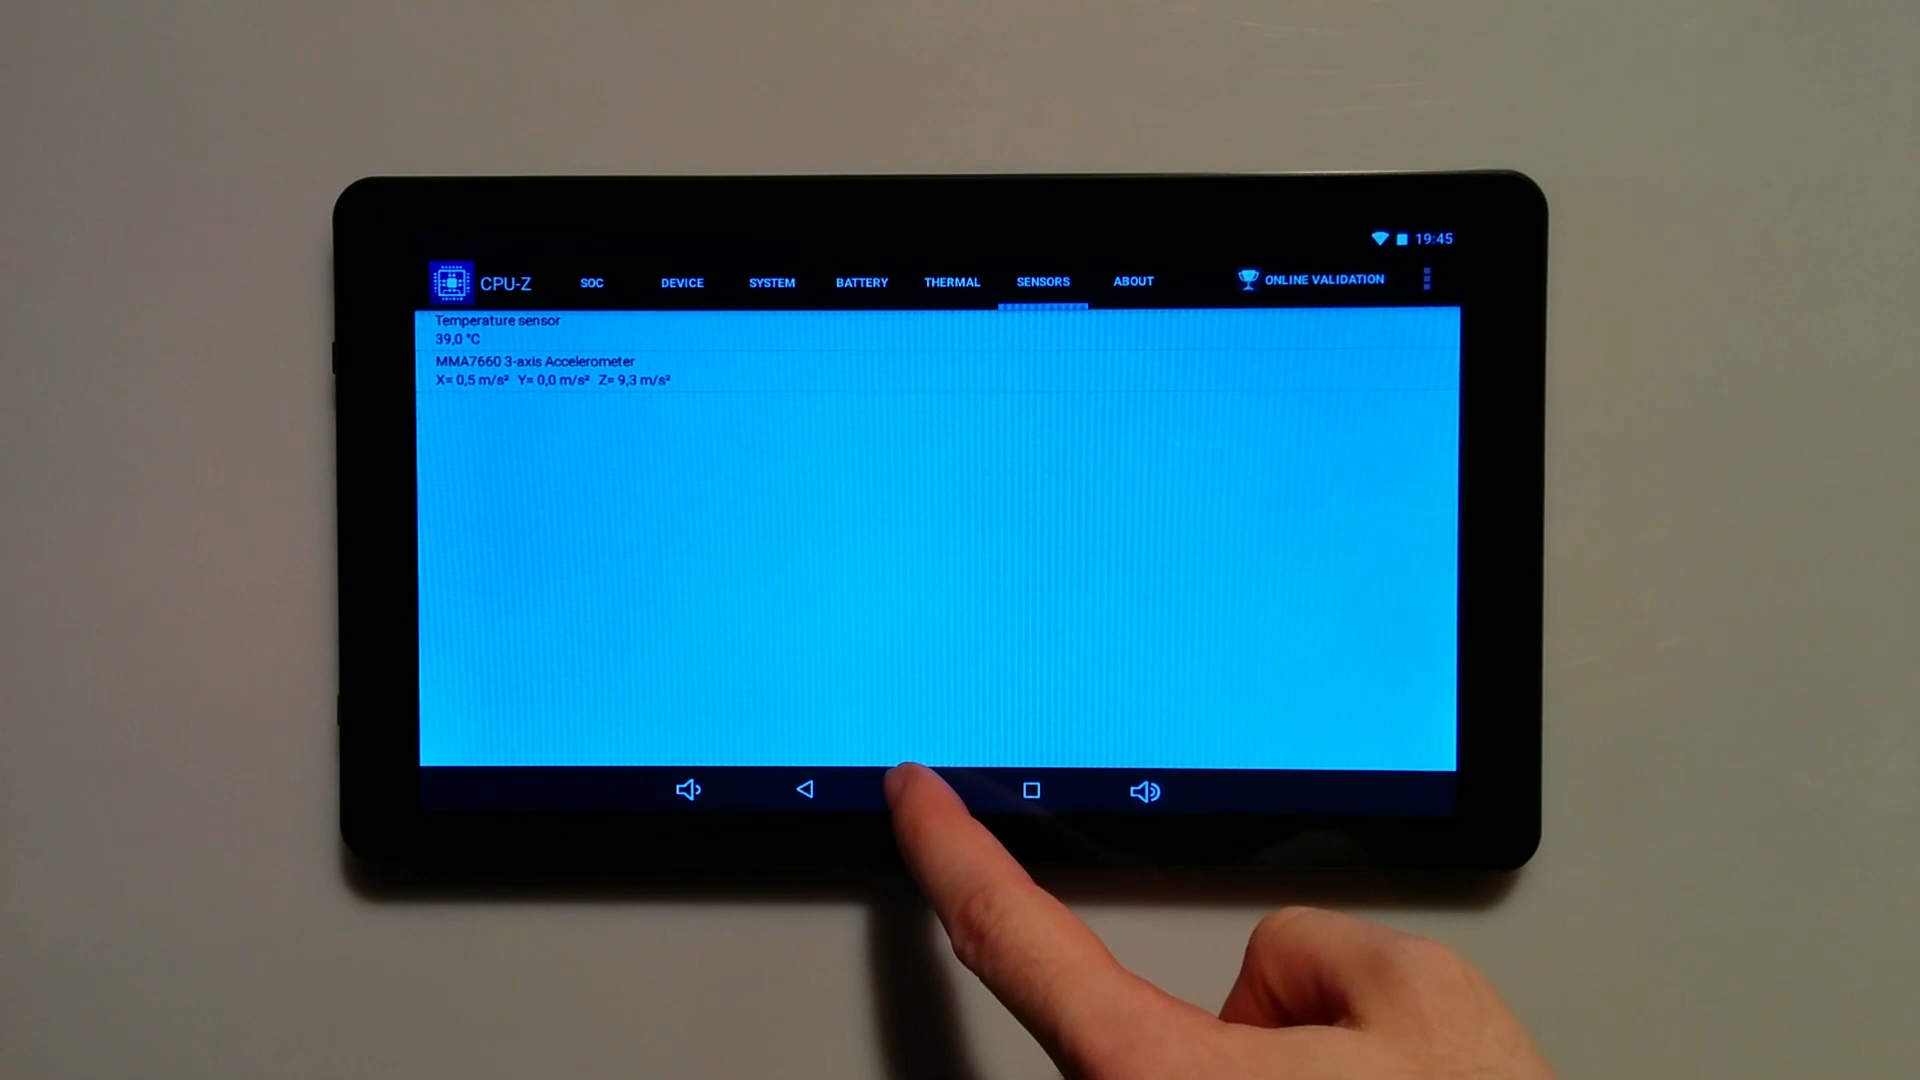 19:45
CPU-Z SOC DEVICE SYSTEM BATTERY THERMAL SENSORS ABOUT ONLINE VALIDATION
Temperature sensor
39,0 °C
MMA7660 3-axis Accelerometer
X= 0,5 m/s² Y= 0,0 m/s² Z= 9,3 m/s²